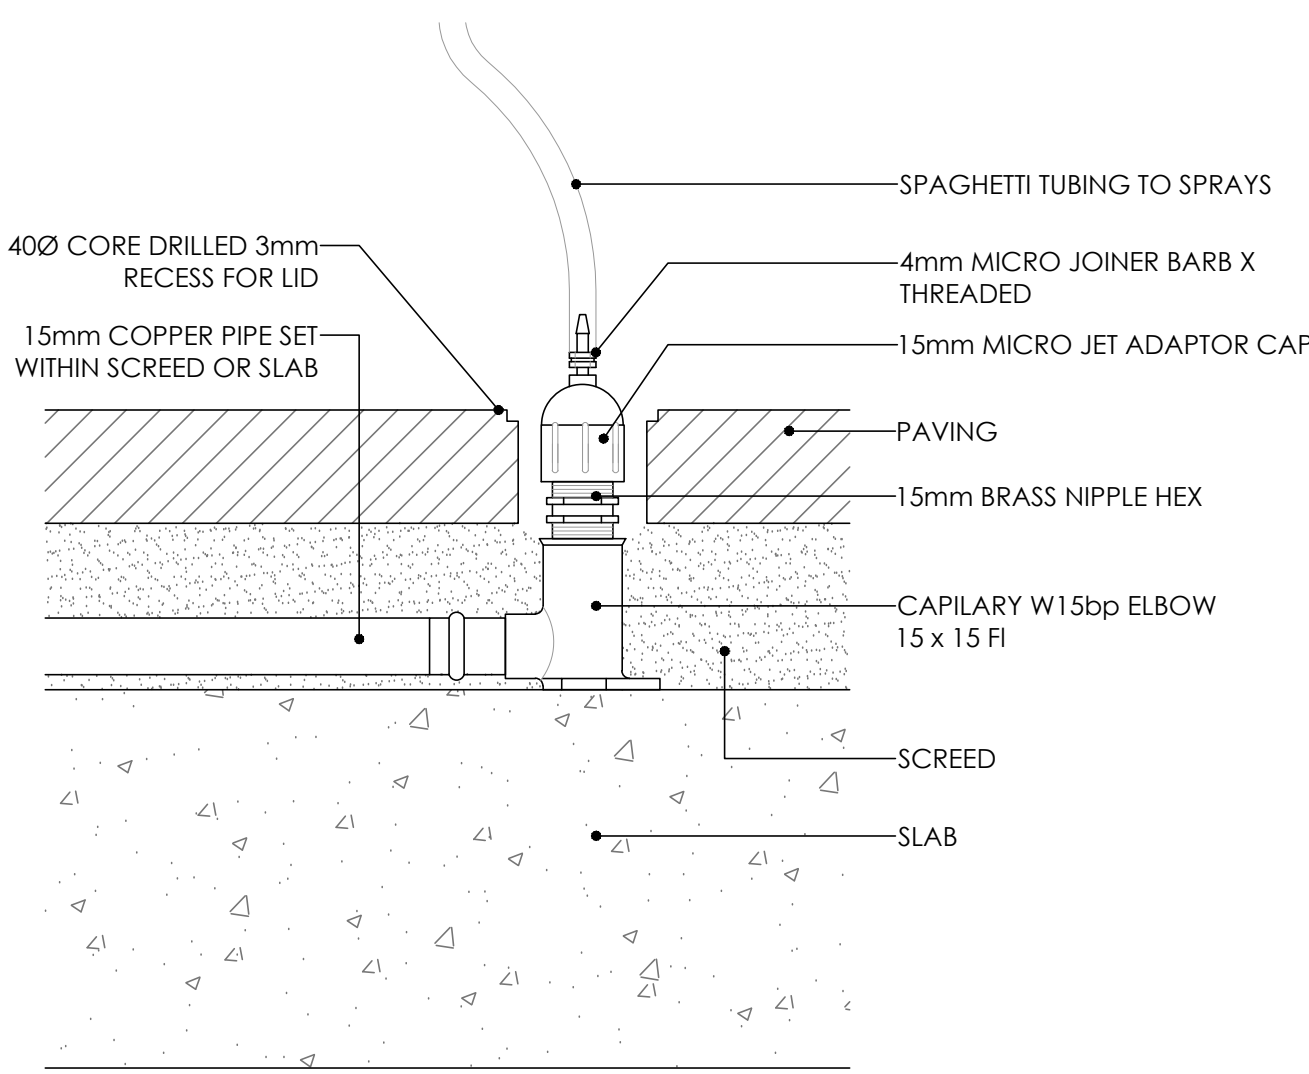 SPAGHETTI TUBING TO SPRAYS
40Ø CORE DRILLED 3mm
RECESS FOR LID
4mm MICRO JOINER BARB X
THREADED
15mm COPPER PIPE SET
WITHIN SCREED OR SLAB
15mm MICRO JET ADAPTOR CAP
PAVING
15mm BRASS NIPPLE HEX
CAPILARY W15bp ELBOW
15 x 15 FI
SCREED
SLAB